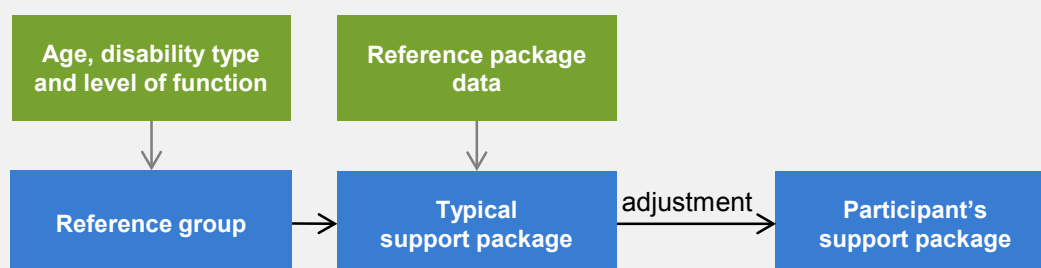 Age, disability type
and level of function
Reference package
data
Reference group
Typical
support package
adjustment
Participant’s
support package